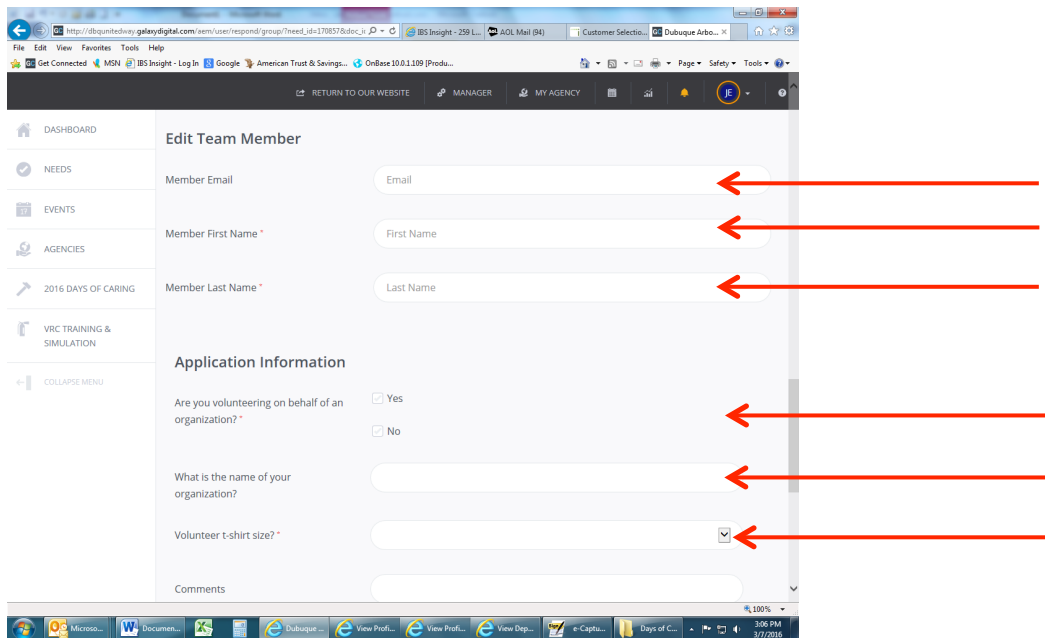 http://dbqunitedway.galaxydigital.com/aem/user/respond/group/?need_id=170857&doc_ic
IBS Insight - 259 L...
AOL Mail (94)
Customer Selectio...
Dubuque Arbo...
File Edit View Favorites Tools Help
Get Connected MSN IBS Insight - Log In Google American Trust & Savings... OnBase 10.0.1.109 [Produ...
Page Safety Tools
RETURN TO OUR WEBSITE MANAGER MY AGENCY JE
DASHBOARD
NEEDS
EVENTS
AGENCIES
2016 DAYS OF CARING
VRC TRAINING &
SIMULATION
COLLAPSE MENU
Edit Team Member
Member Email Email
Member First Name * First Name
Member Last Name * Last Name
Application Information
Are you volunteering on behalf of an
organization? *
Yes
No
What is the name of your
organization?
Volunteer t-shirt size? *
Comments
100%
Microso... Documen... Dubuque ... View Profi... View Profi... View Dep... e-Captu... Days of C...
3:06 PM
3/7/2016